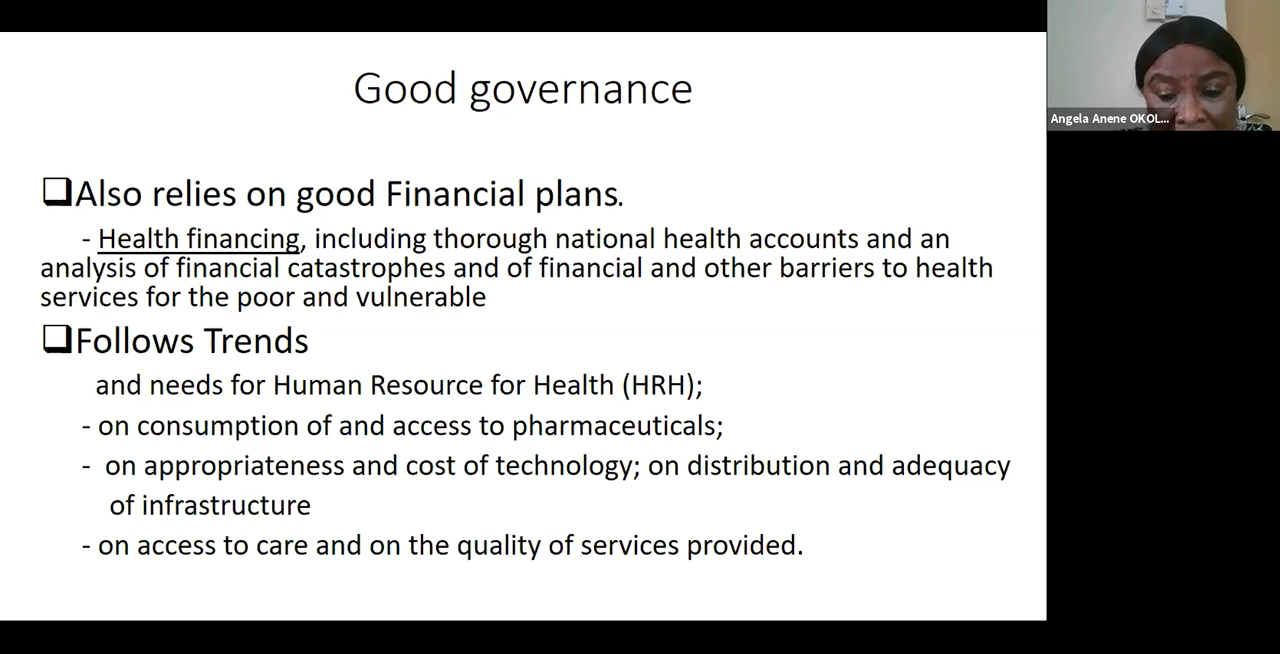 Good governance
❑Also relies on good Financial plans.
- Health financing, including thorough national health accounts and an
analysis of financial catastrophes and of financial and other barriers to health
services for the poor and vulnerable
❑Follows Trends
and needs for Human Resource for Health (HRH);
- on consumption of and access to pharmaceuticals;
- on appropriateness and cost of technology; on distribution and adequacy
of infrastructure
- on access to care and on the quality of services provided.
Angela Anene OKOL...